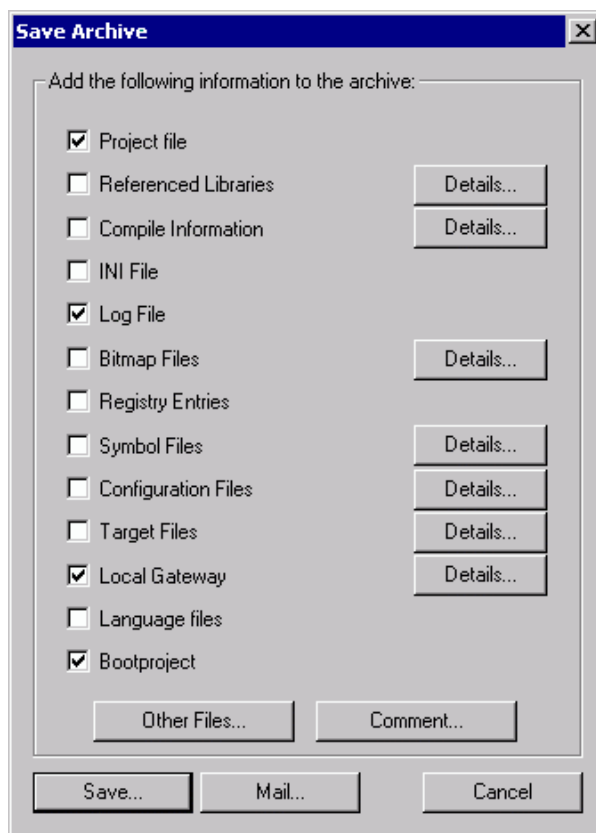 Save Archive
Add the following information to the archive:
Project file
Referenced Libraries Details...
Compile Information Details...
INI File
Log File
Bitmap Files Details...
Registry Entries
Symbol Files Details...
Configuration Files Details...
Target Files Details...
Local Gateway Details...
Language files
Bootproject
Other Files... Comment...
Save... Mail... Cancel